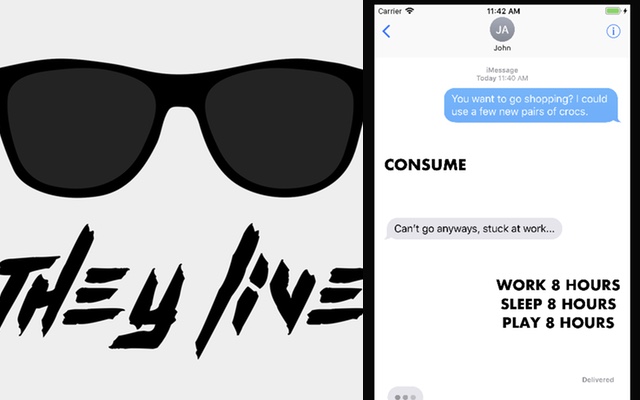 THEY LIVE
Carrier
11:42 AM
JA
John
iMessage
Today 11:40 AM
You want to go shopping? I could
use a few new pairs of crocs.
CONSUME
Can't go anyways, stuck at work...
WORK 8 HOURS
SLEEP 8 HOURS
PLAY 8 HOURS
Delivered